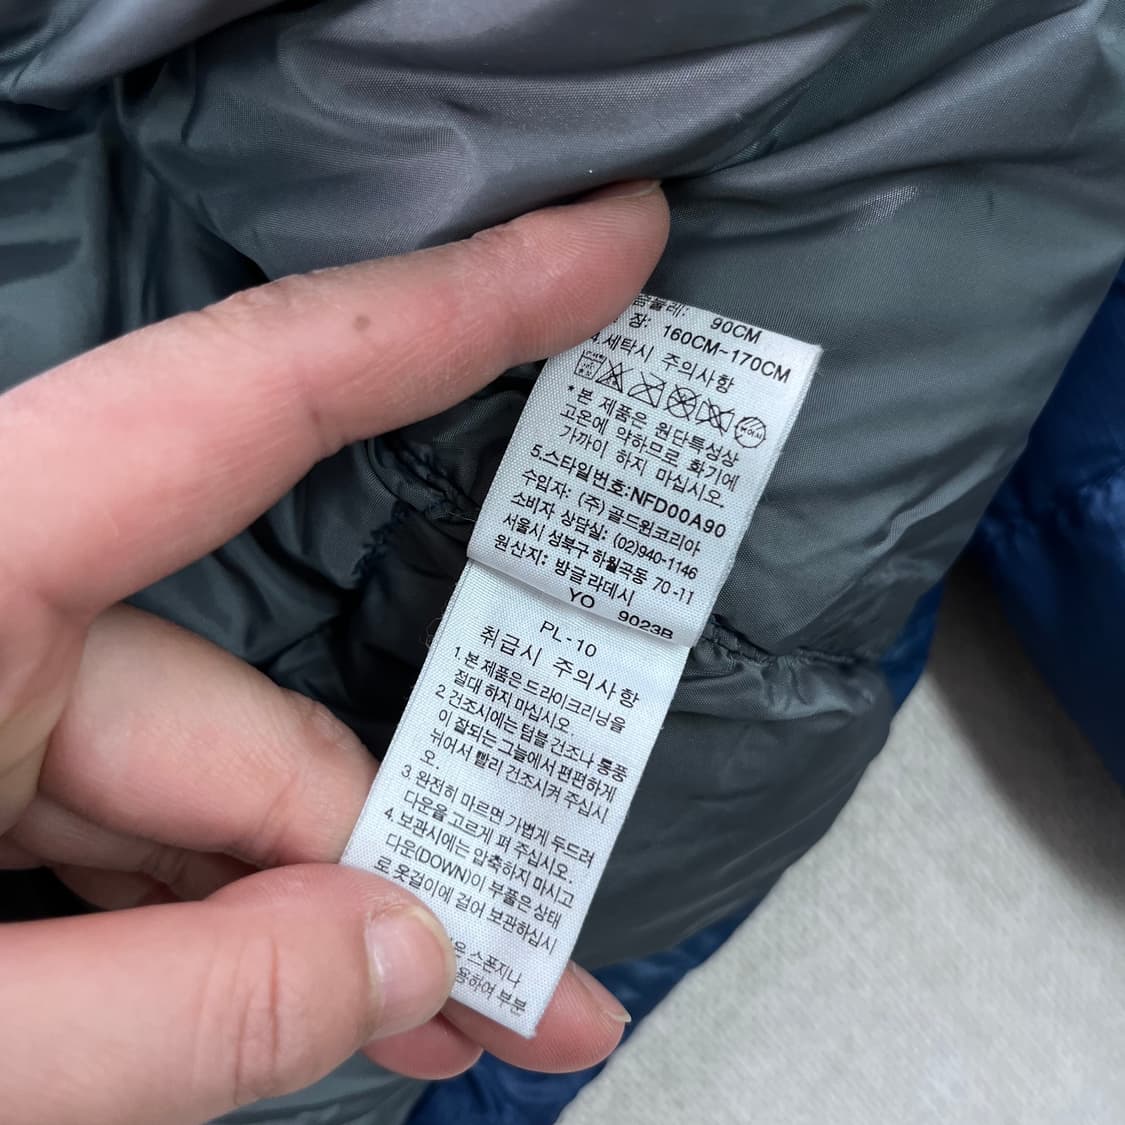 90CM
장: 160CM~170CM
4.세탁시 주의사항
* 본 제품은 원단특성상
고온에 약하므로 화기에
가까이 하지 마십시오.
5.스타일번호:NFD00A90
수입자: (주)골드윈코리아
소비자 상담실: (02)940-1146
서울시 성북구 하월곡동 70-11
원산지: 방글라데시
YO 9023B
PL-10
취급시 주의사항
1.본 제품은 드라이크리닝을
절대 하지 마십시오.
2 건조시에는 텀블 건조나 통풍
이 잘되는 그늘에서 편편하게
뉘어서 빨리 건조시켜 주십시
오.
3. 완전히 마르면 가볍게 두드려
다운을 고르게 펴 주십시오.
4. 보관시에는 압축하지 마시고
다운(DOWN)이 부풀은 상태
로 옷걸이에 걸어 보관하십시
스폰지나
용하여 부분